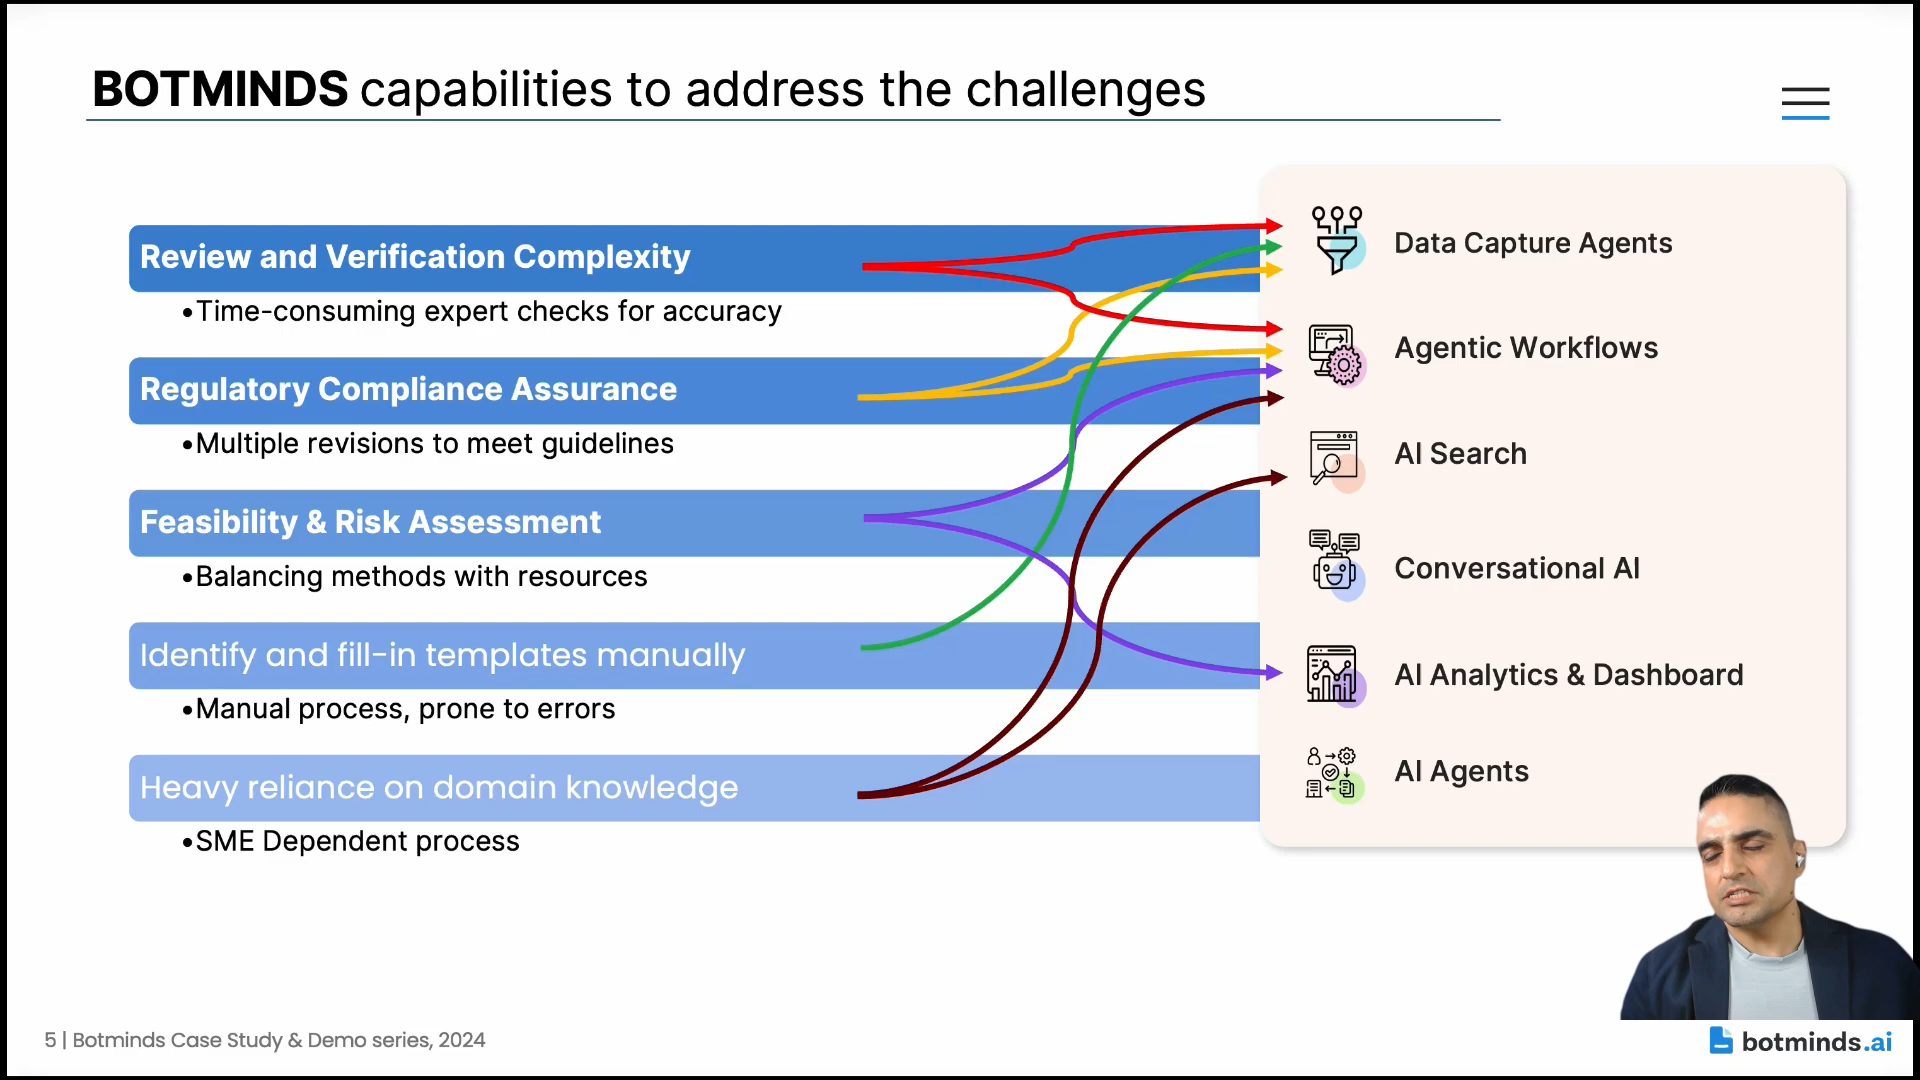 BOTMINDS capabilities to address the challenges
Review and Verification Complexity
•Time-consuming expert checks for accuracy
Regulatory Compliance Assurance
•Multiple revisions to meet guidelines
Feasibility & Risk Assessment
•Balancing methods with resources
Identify and fill-in templates manually
•Manual process, prone to errors
Heavy reliance on domain knowledge
•SME Dependent process
Data Capture Agents
Agentic Workflows
AI Search
Conversational AI
AI Analytics & Dashboard
AI Agents
5 | Botminds Case Study & Demo series, 2024
botminds.ai